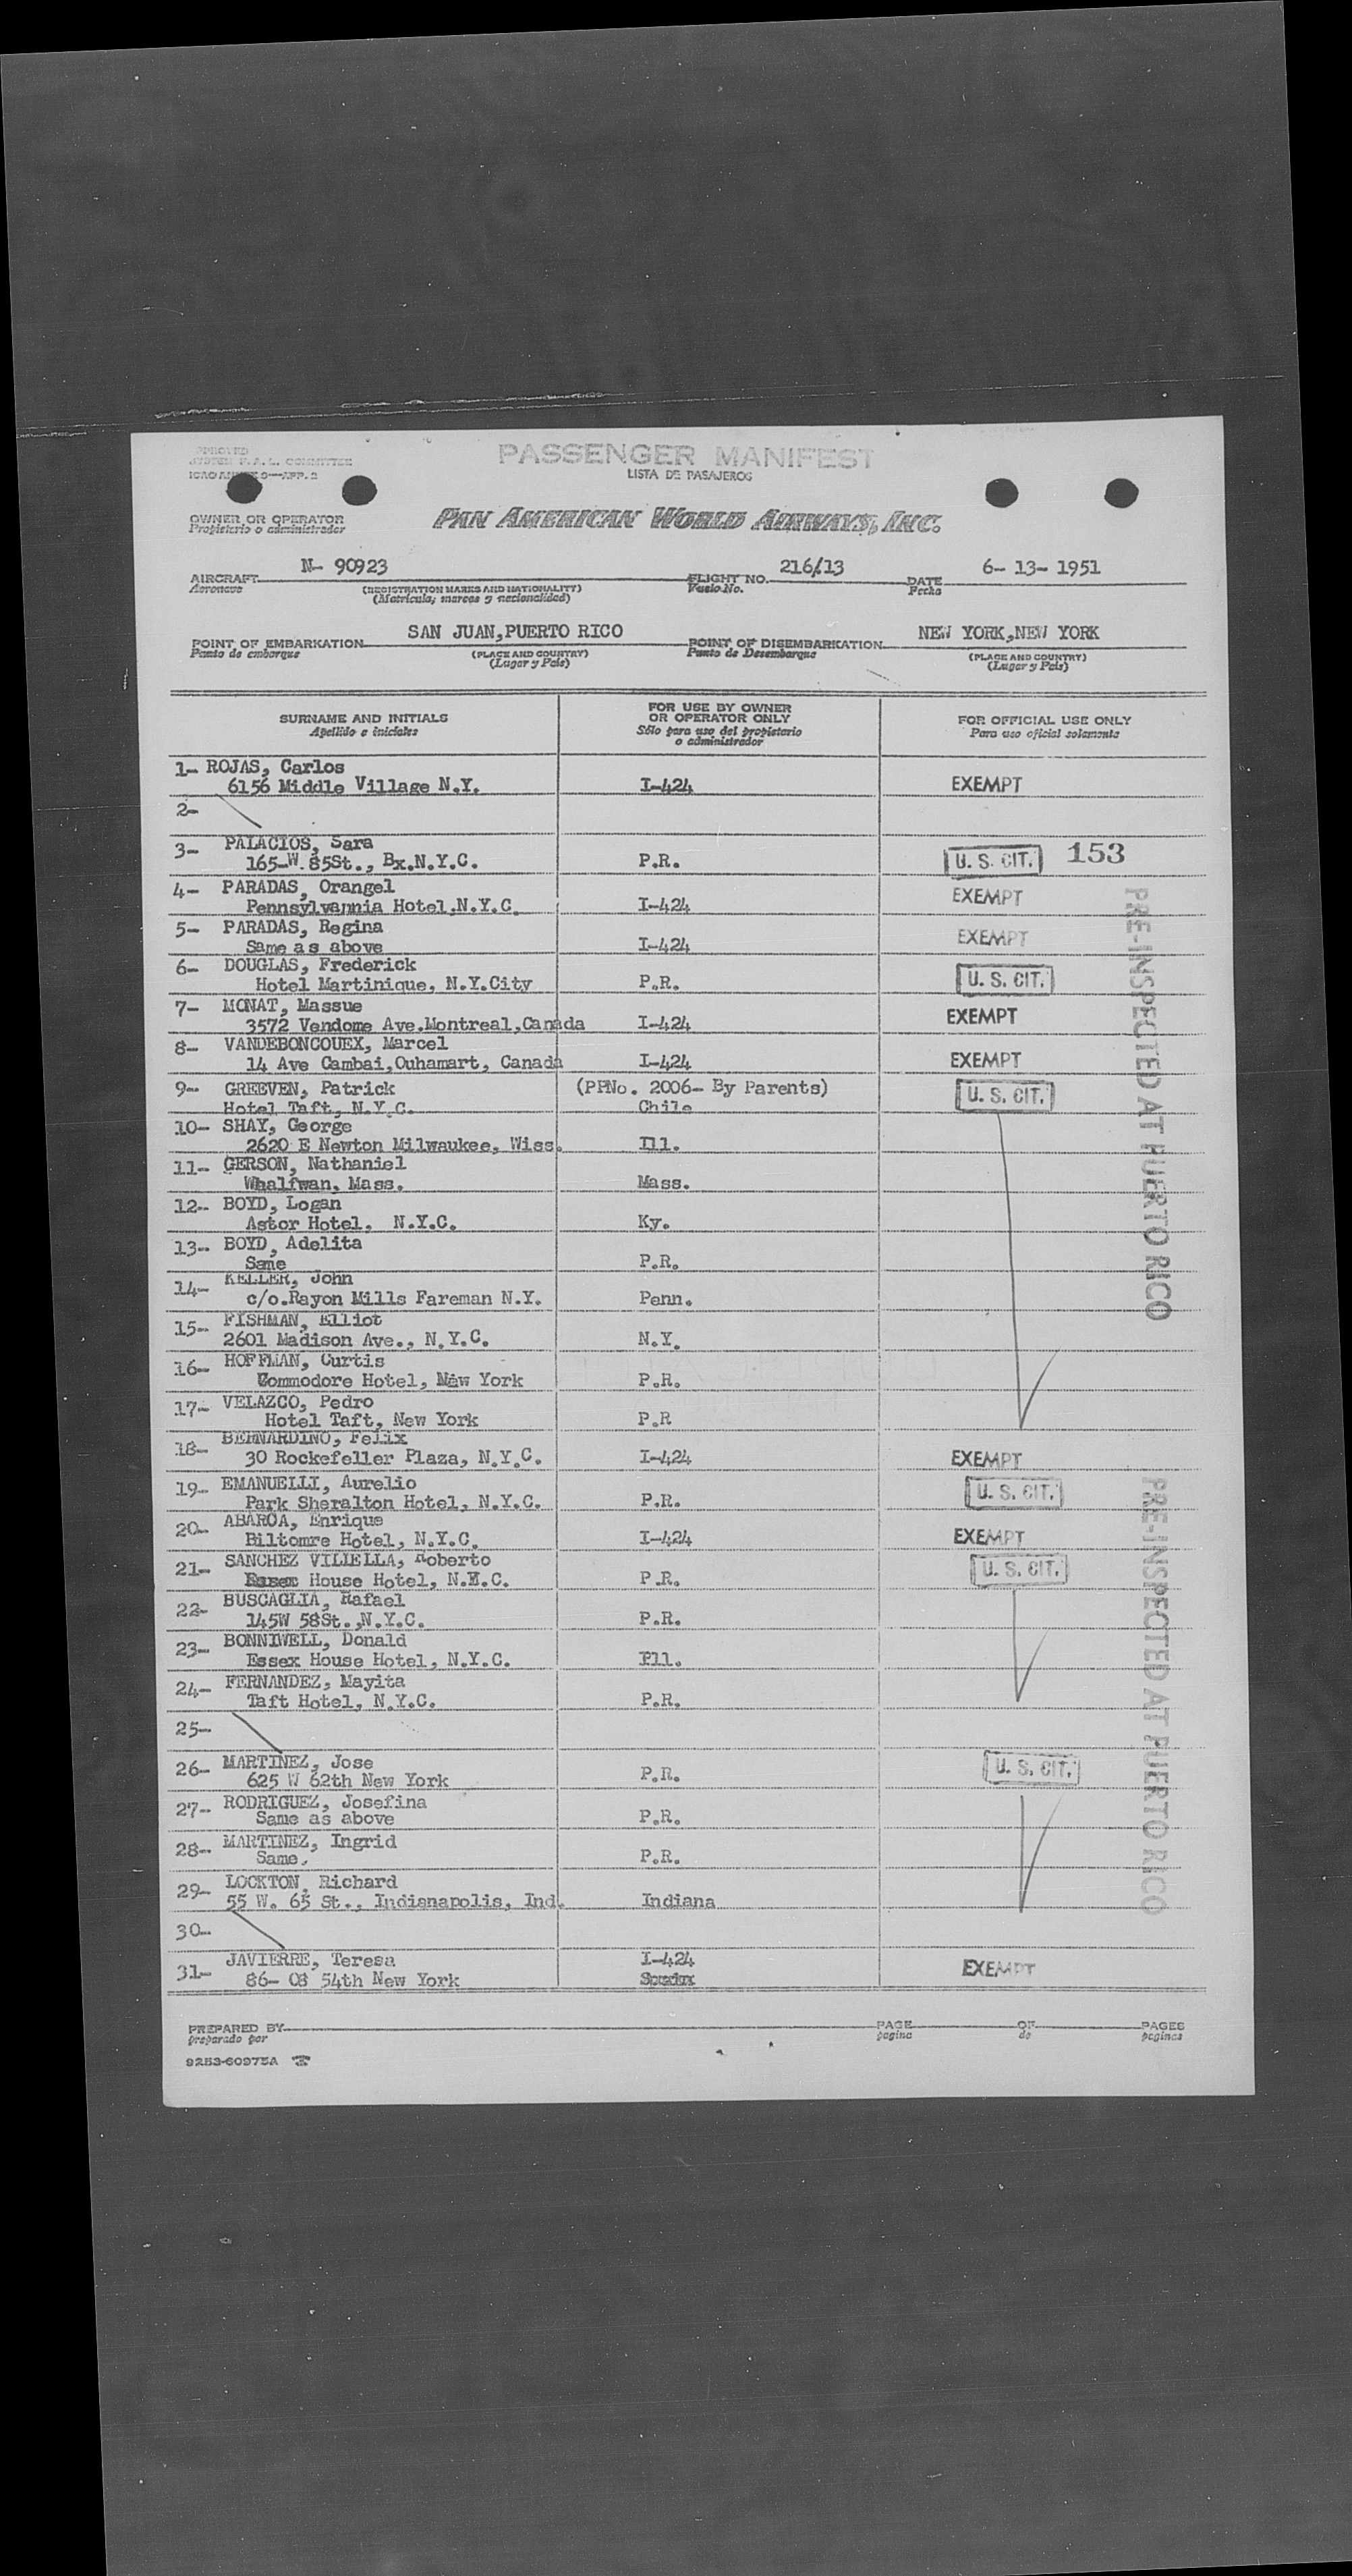 PASSENGER MANIFEST
LISTA DE PASAJEROS
OWNER OR OPERATOR
Propietario o administrador
PAN AMERICAN WORLD AIRWAYS, INC.
AIRCRAFT N- 90923 FLIGHT NO. 216/13 DATE 6- 13- 1951
Aeronave (REGISTRATION MARKS AND NATIONALITY) Vuelo No. Fecha
(Matrícula, marcas y nacionalidad)
POINT OF EMBARKATION SAN JUAN,PUERTO RICO POINT OF DISEMBARKATION NEW YORK,NEW YORK
Punto de embarque (PLACE AND COUNTRY) Punto de Desembarque (PLACE AND COUNTRY)
(Lugar y País) (Lugar y País)
SURNAME AND INITIALS
Apellido e iniciales
FOR USE BY OWNER
OR OPERATOR ONLY
Sólo para uso del propietario
o administrador
FOR OFFICIAL USE ONLY
Para uso oficial solamente
1- ROJAS, Carlos
6156 Middle Village N.Y. I-424 EXEMPT
2-
3- PALACIOS, Sara
165-W.85St., Bx.N.Y.C. P.R. U. S. CIT. 153
4- PARADAS, Orangel
Pennsylvannia Hotel,N.Y.C. I-424 EXEMPT
5- PARADAS, Regina
Same as above I-424 EXEMPT
6- DOUGLAS, Frederick
Hotel Martinique, N.Y.City P.R. U. S. CIT.
7- MONAT, Massue
3572 Vendome Ave.Montreal,Canada I-424 EXEMPT
8- VANDEBONCOUEX, Marcel
14 Ave Cambai,Ouhamart, Canada I-424 EXEMPT
9- GREEVEN, Patrick (PPNo. 2006- By Parents)
Hotel Taft, N.Y.C. Chile U. S. CIT.
10- SHAY, George
2620 E Newton Milwaukee, Wiss. Ill.
11- GERSON, Nathaniel
Whalfwan, Mass. Mass.
12- BOYD, Logan
Astor Hotel, N.Y.C. Ky.
13- BOYD, Adelita
Same P.R.
14- KELLER, John
c/o.Rayon Mills Fareman N.Y. Penn.
15- FISHMAN, Elliot
2601 Madison Ave., N.Y.C. N.Y.
16- HOFFMAN, Curtis
Commodore Hotel, New York P.R.
17- VELAZCO, Pedro
Hotel Taft, New York P.R
18- BERNARDINO, Felix
30 Rockefeller Plaza, N.Y.C. I-424 EXEMPT
19- EMANUELLI, Aurelio
Park Sheralton Hotel, N.Y.C. P.R. U. S. CIT.
20- ABAROA, Enrique
Biltomre Hotel, N.Y.C. I-424 EXEMPT
21- SANCHEZ VILIELLA, Roberto
Essex House Hotel, N.Y.C. P.R. U. S. CIT.
22- BUSCAGLIA, Rafael
145W 58St.,N.Y.C. P.R.
23- BONNIWELL, Donald
Essex House Hotel, N.Y.C. Ill.
24- FERNANDEZ, Mayita
Taft Hotel, N.Y.C. P.R.
25-
26- MARTINEZ, Jose
625 W 62th New York P.R. U. S. CIT.
27- RODRIGUEZ, Josefina
Same as above P.R.
28- MARTINEZ, Ingrid
Same. P.R.
29- LOCKTON, Richard
55 W. 65 St., Indianapolis, Ind. Indiana
30-
31- JAVIERRE, Teresa I-424
86- 08 54th New York EXEMPT
PRE-INSPECTED AT PUERTO RICO
PRE-INSPECTED AT PUERTO RICO
PREPARED BY PAGE OF PAGES
preparado por pagina de paginas
9253-60975A